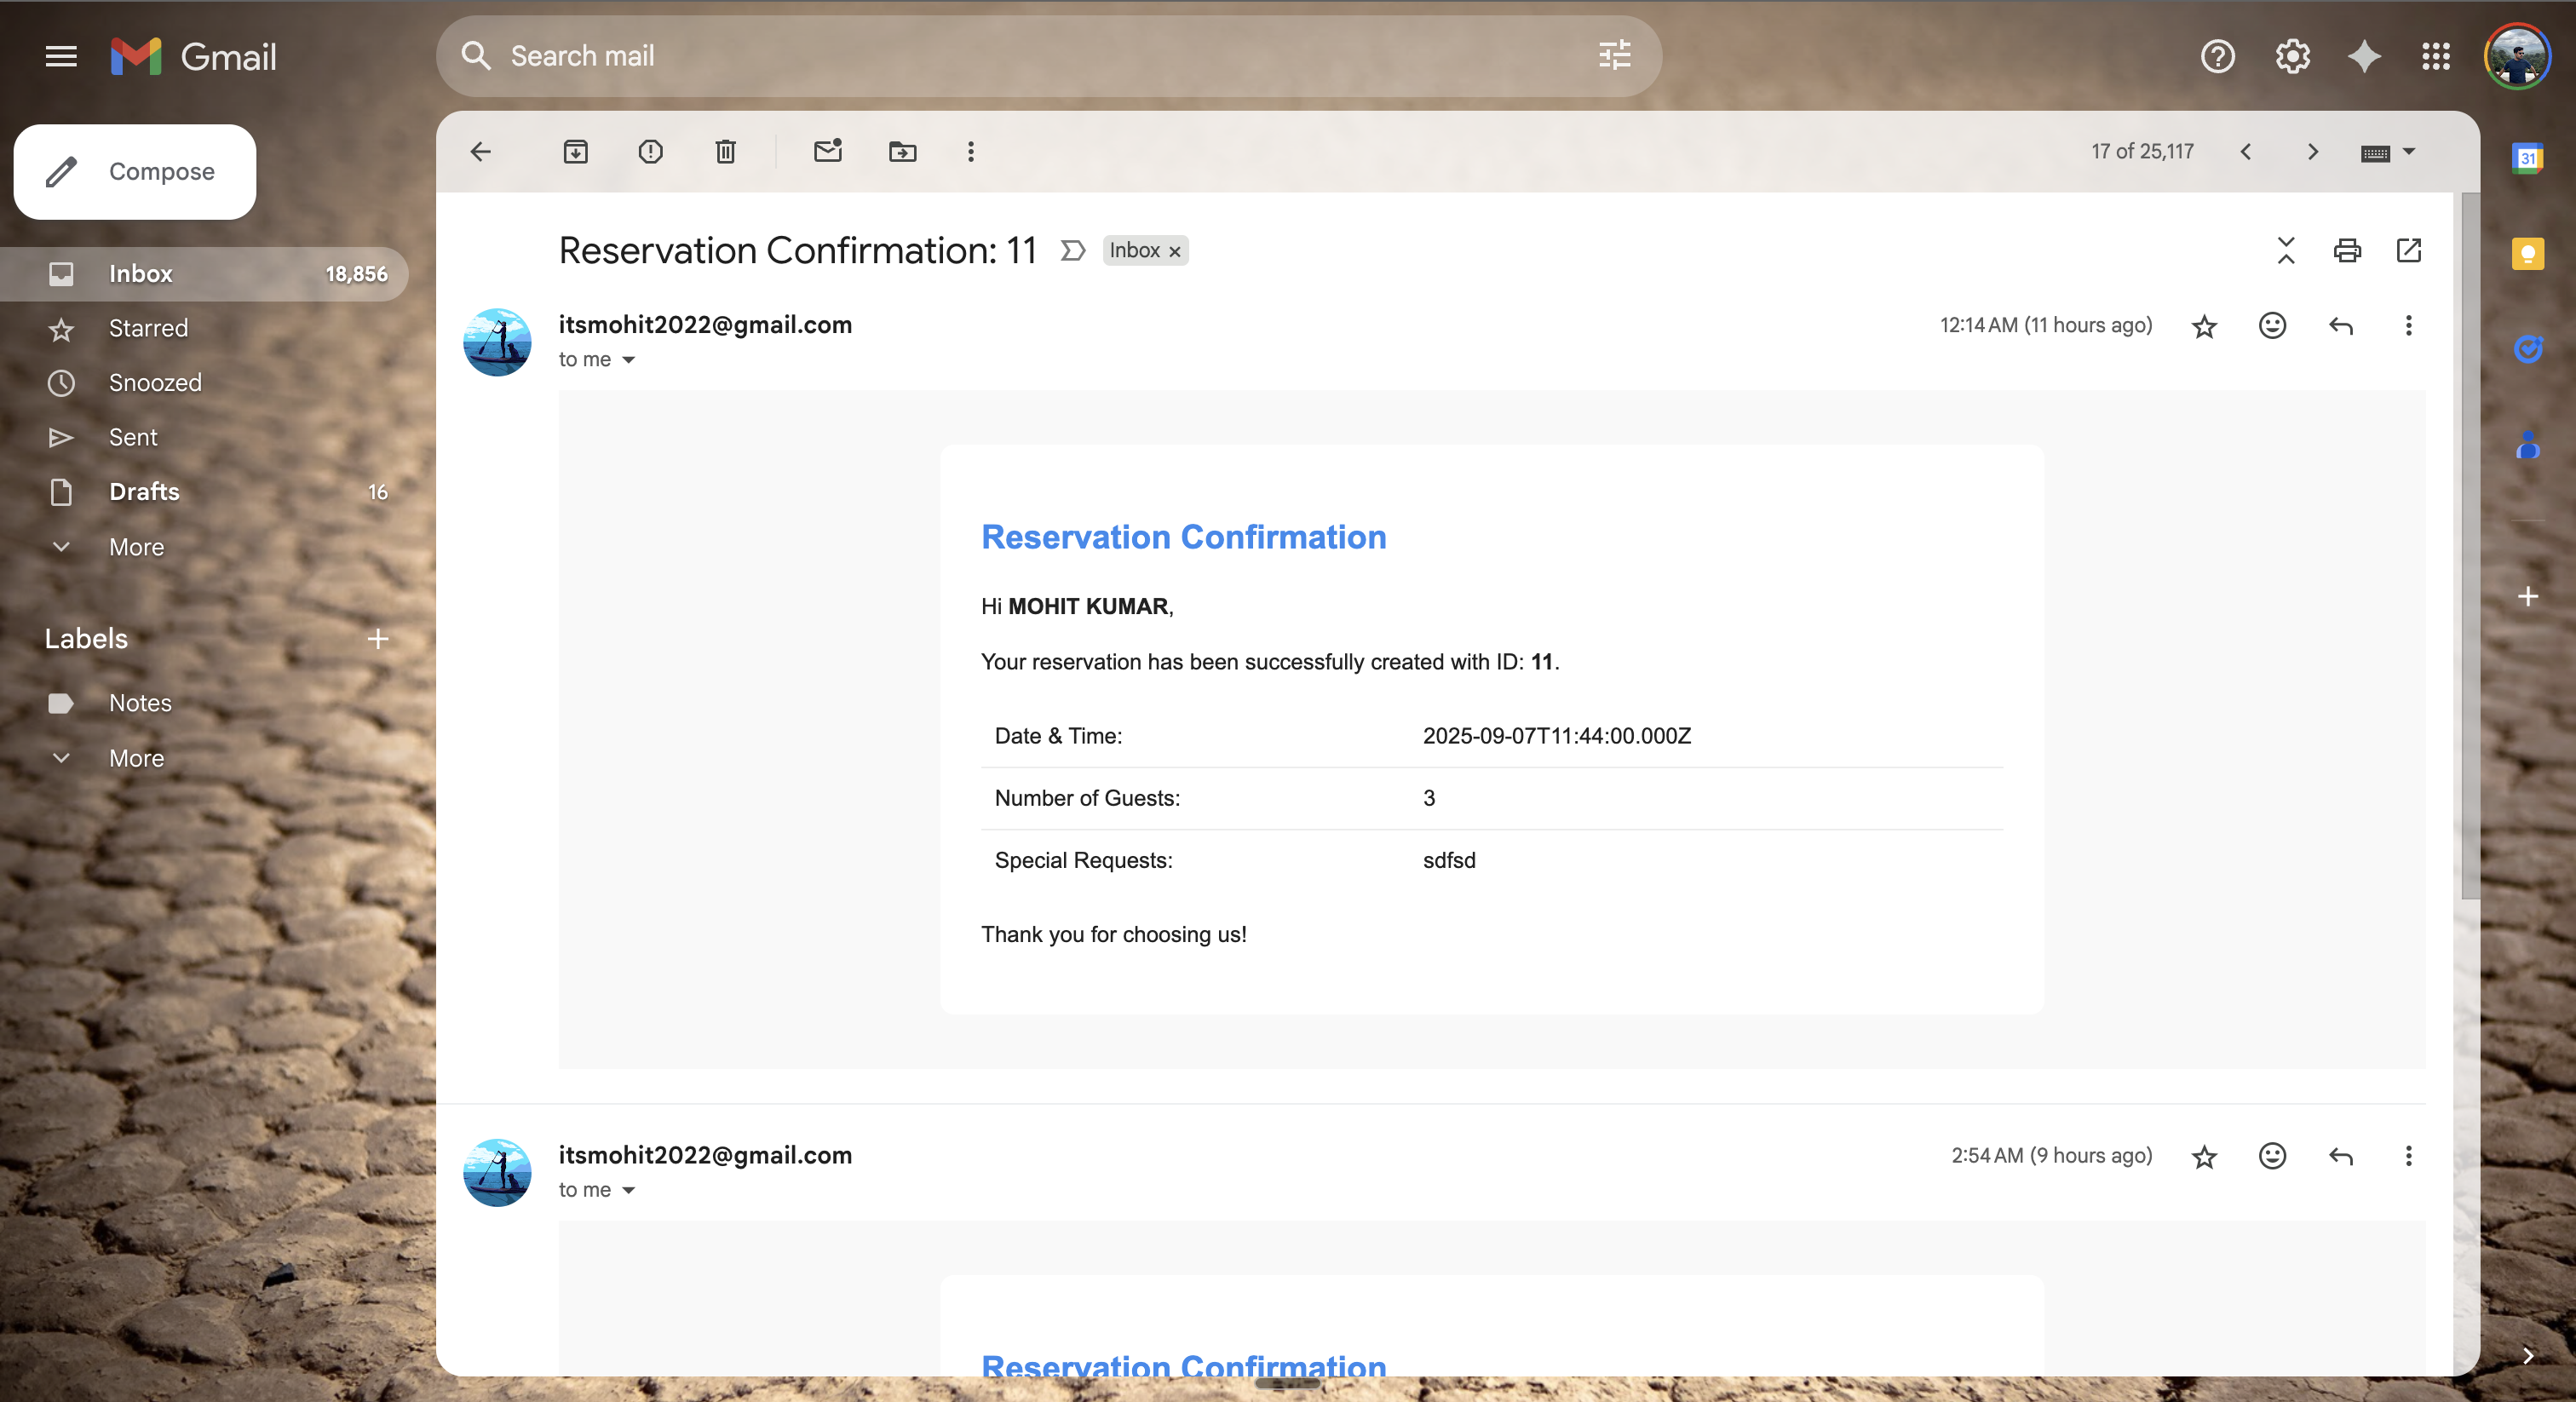 Gmail
Search mail
Compose
Inbox 18,856
Starred
Snoozed
Sent
Drafts 16
More
Labels
Notes
More
17 of 25,117
Reservation Confirmation: 11 Inbox ×
itsmohit2022@gmail.com 12:14 AM (11 hours ago)
to me
Reservation Confirmation
Hi MOHIT KUMAR,
Your reservation has been successfully created with ID: 11.
Date & Time: 2025-09-07T11:44:00.000Z
Number of Guests: 3
Special Requests: sdfsd
Thank you for choosing us!
itsmohit2022@gmail.com 2:54 AM (9 hours ago)
to me
Reservation Confirmation
31